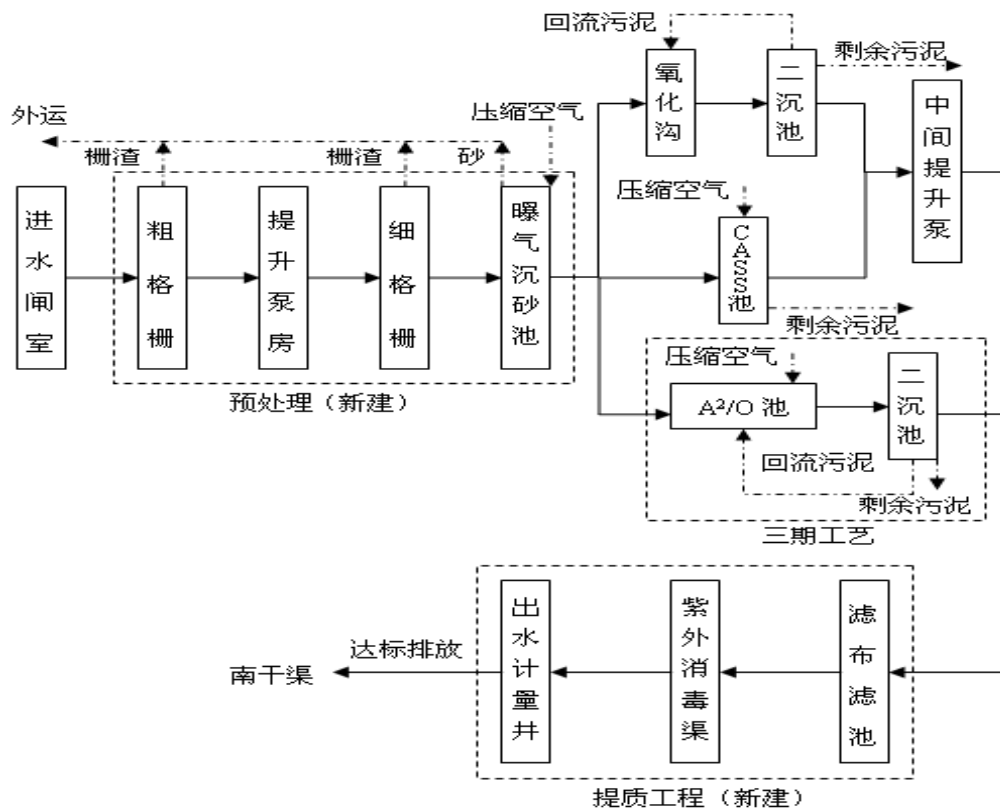 回流污泥
剩余污泥
氧化沟
二沉池
中间提升泵
外运
栅渣
栅渣
砂
压缩空气
压缩空气
进水闸室
粗格栅
提升泵房
细格栅
曝气沉砂池
CASS池
剩余污泥
预处理（新建）
压缩空气
A²/O 池
二沉池
回流污泥
剩余污泥
三期工艺
出水计量井
紫外消毒渠
滤布滤池
达标排放
南干渠
提质工程（新建）